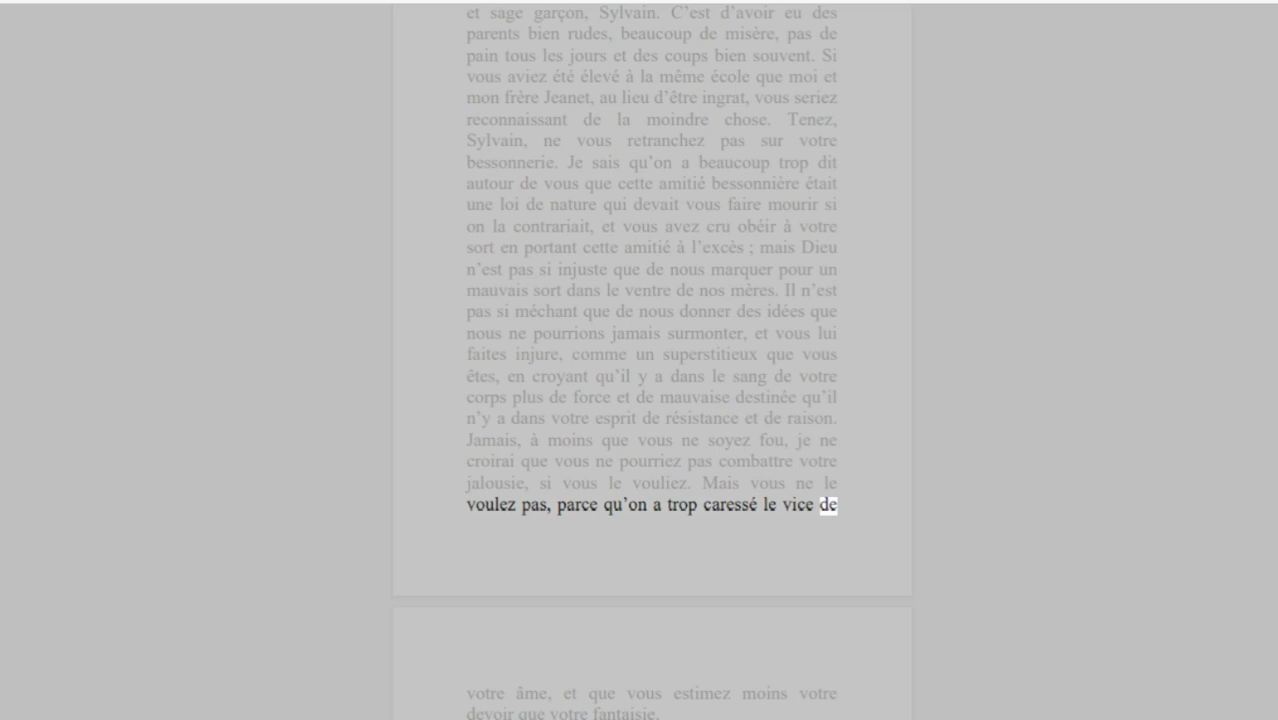 et sage garçon, Sylvain. C’est d’avoir eu des
parents bien rudes, beaucoup de misère, pas de
pain tous les jours et des coups bien souvent. Si
vous aviez été élevé à la même école que moi et
mon frère Jeanet, au lieu d’être ingrat, vous seriez
reconnaissant de la moindre chose. Tenez,
Sylvain, ne vous retranchez pas sur votre
bessonnerie. Je sais qu’on a beaucoup trop dit
autour de vous que cette amitié bessonnière était
une loi de nature qui devait vous faire mourir si
on la contrariait, et vous avez cru obéir à votre
sort en portant cette amitié à l’excès ; mais Dieu
n’est pas si injuste que de nous marquer pour un
mauvais sort dans le ventre de nos mères. Il n’est
pas si méchant que de nous donner des idées que
nous ne pourrions jamais surmonter, et vous lui
faites injure, comme un superstitieux que vous
êtes, en croyant qu’il y a dans le sang de votre
corps plus de force et de mauvaise destinée qu’il
n’y a dans votre esprit de résistance et de raison.
Jamais, à moins que vous ne soyez fou, je ne
croirai que vous ne pourriez pas combattre votre
jalousie, si vous le vouliez. Mais vous ne le
voulez pas, parce qu’on a trop caressé le vice de
votre âme, et que vous estimez moins votre
devoir que votre fantaisie.